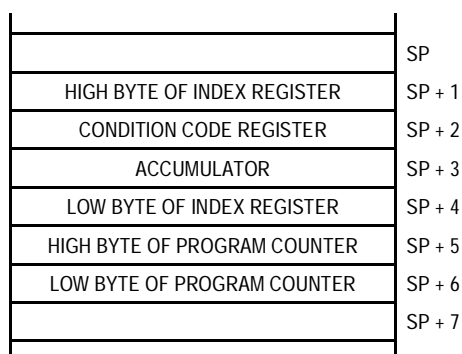 SP
HIGH BYTE OF INDEX REGISTER SP + 1
CONDITION CODE REGISTER SP + 2
ACCUMULATOR SP + 3
LOW BYTE OF INDEX REGISTER SP + 4
HIGH BYTE OF PROGRAM COUNTER SP + 5
LOW BYTE OF PROGRAM COUNTER SP + 6
SP + 7